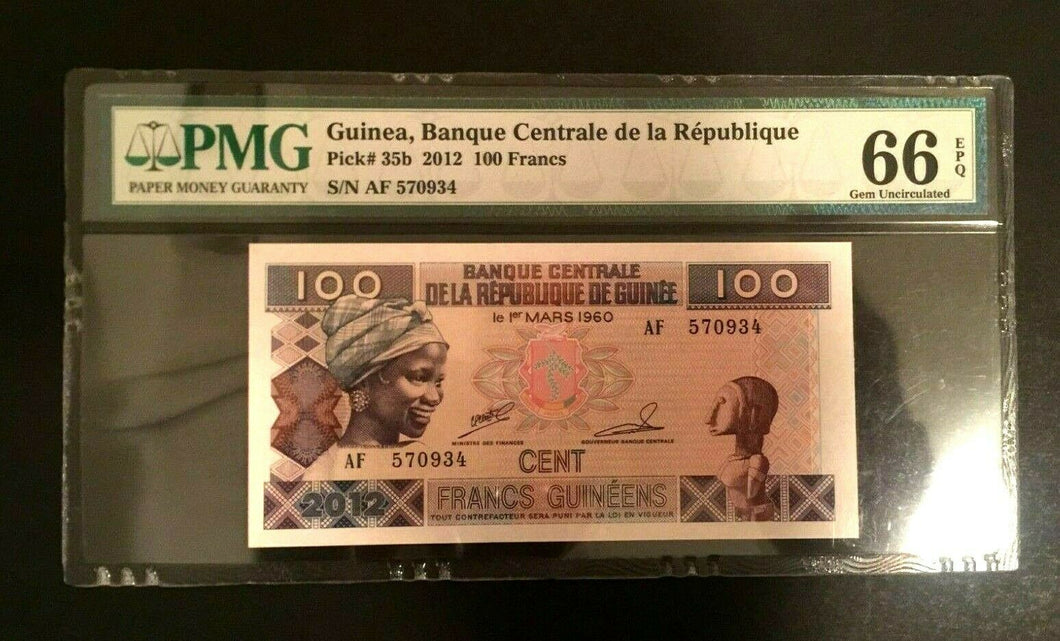 PMG
PAPER MONEY GUARANTY
Guinea, Banque Centrale de la République
Pick# 35b 2012 100 Francs
S/N AF 570934
66 EPQ
Gem Uncirculated
100
BANQUE CENTRALE
DE LA RÉPUBLIQUE DE GUINÉE
100
le 1er MARS 1960
AF 570934
MINISTRE DES FINANCES
GOUVERNEUR BANQUE CENTRALE
AF 570934
CENT
2012
FRANCS GUINÉENS
TOUT CONTREFACTEUR SERA PUNI PAR LA LOI EN VIGUEUR